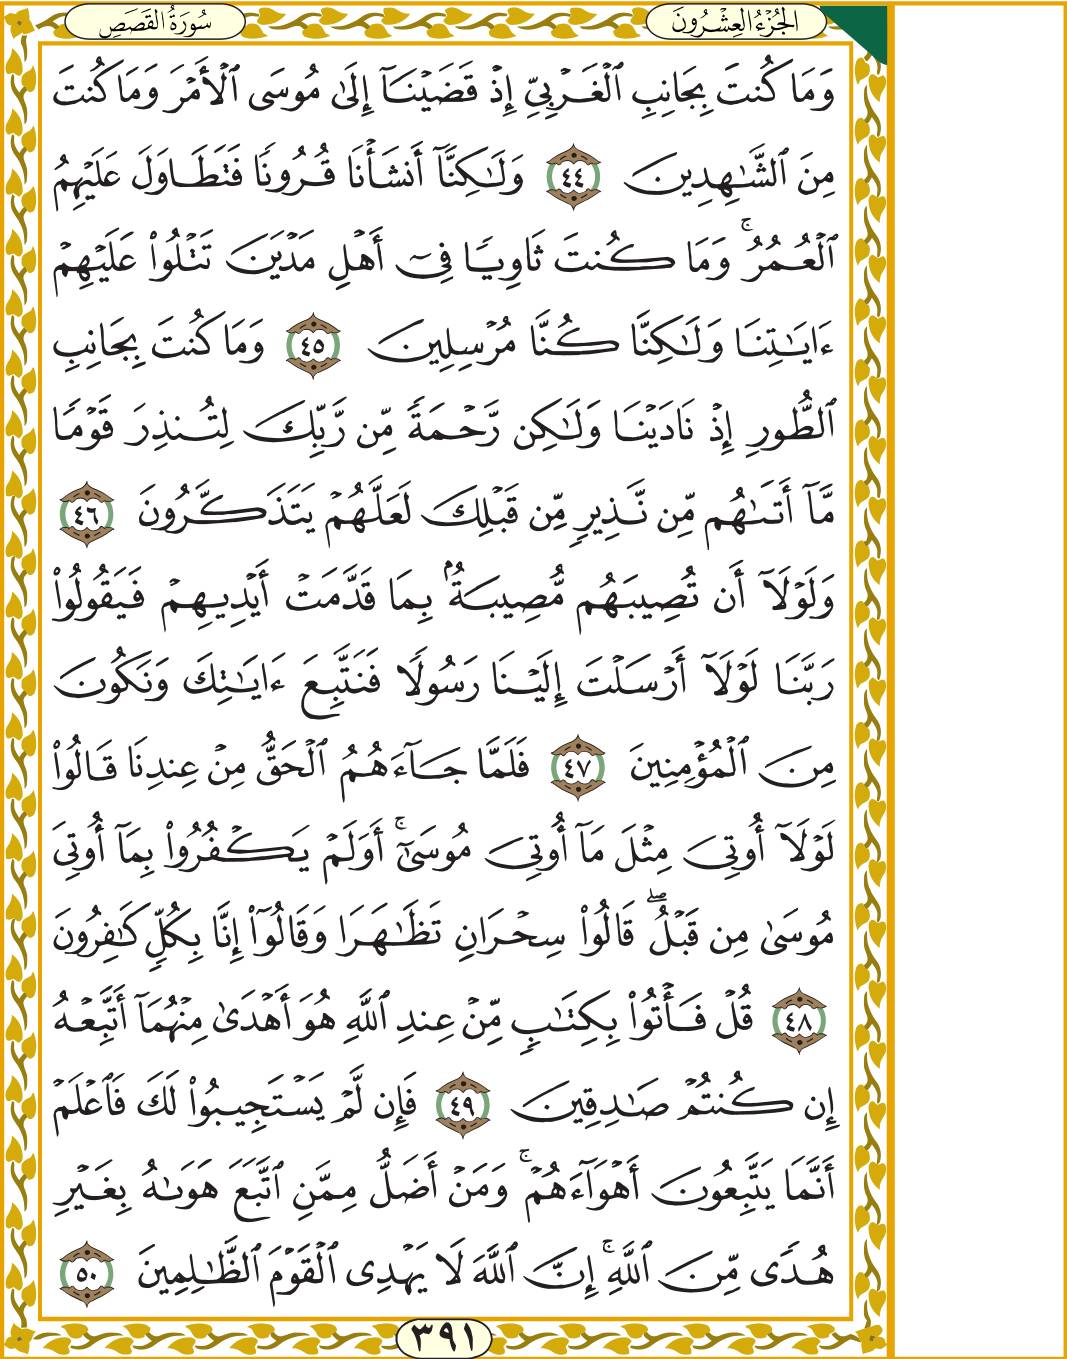 الجُزْءُ العِشْرُونَ
سُورَةُ القَصَصِ
وَمَا كُنتَ بِجَانِبِ ٱلْغَرْبِيِّ إِذْ قَضَيْنَآ إِلَىٰ مُوسَى ٱلْأَمْرَ وَمَا كُنتَ
مِنَ ٱلشَّٰهِدِينَ ٤٤ وَلَٰكِنَّآ أَنشَأْنَا قُرُونًا فَتَطَاوَلَ عَلَيْهِمُ
ٱلْعُمُرُ ۚ وَمَا كُنتَ ثَاوِيًا فِىٓ أَهْلِ مَدْيَنَ تَتْلُوا۟ عَلَيْهِمْ
ءَايَٰتِنَا وَلَٰكِنَّا كُنَّا مُرْسِلِينَ ٤٥ وَمَا كُنتَ بِجَانِبِ
ٱلطُّورِ إِذْ نَادَيْنَا وَلَٰكِن رَّحْمَةً مِّن رَّبِّكَ لِتُنذِرَ قَوْمًا
مَّآ أَتَىٰهُم مِّن نَّذِيرٍ مِّن قَبْلِكَ لَعَلَّهُمْ يَتَذَكَّرُونَ ٤٦
وَلَوْلَآ أَن تُصِيبَهُم مُّصِيبَةٌۢ بِمَا قَدَّمَتْ أَيْدِيهِمْ فَيَقُولُوا۟
رَبَّنَا لَوْلَآ أَرْسَلْتَ إِلَيْنَا رَسُولًا فَنَتَّبِعَ ءَايَٰتِكَ وَنَكُونَ
مِنَ ٱلْمُؤْمِنِينَ ٤٧ فَلَمَّا جَآءَهُمُ ٱلْحَقُّ مِنْ عِندِنَا قَالُوا۟
لَوْلَآ أُوتِىَ مِثْلَ مَآ أُوتِىَ مُوسَىٰٓ ۚ أَوَلَمْ يَكْفُرُوا۟ بِمَآ أُوتِىَ
مُوسَىٰ مِن قَبْلُ ۖ قَالُوا۟ سِحْرَانِ تَظَٰهَرَا وَقَالُوٓا۟ إِنَّا بِكُلٍّ كَٰفِرُونَ
٤٨ قُلْ فَأْتُوا۟ بِكِتَٰبٍ مِّنْ عِندِ ٱللَّهِ هُوَ أَهْدَىٰ مِنْهُمَآ أَتَّبِعْهُ
إِن كُنتُمْ صَٰدِقِينَ ٤٩ فَإِن لَّمْ يَسْتَجِيبُوا۟ لَكَ فَٱعْلَمْ
أَنَّمَا يَتَّبِعُونَ أَهْوَآءَهُمْ ۚ وَمَنْ أَضَلُّ مِمَّنِ ٱتَّبَعَ هَوَىٰهُ بِغَيْرِ
هُدًى مِّنَ ٱللَّهِ ۚ إِنَّ ٱللَّهَ لَا يَهْدِى ٱلْقَوْمَ ٱلظَّٰلِمِينَ ٥٠
٣٩١